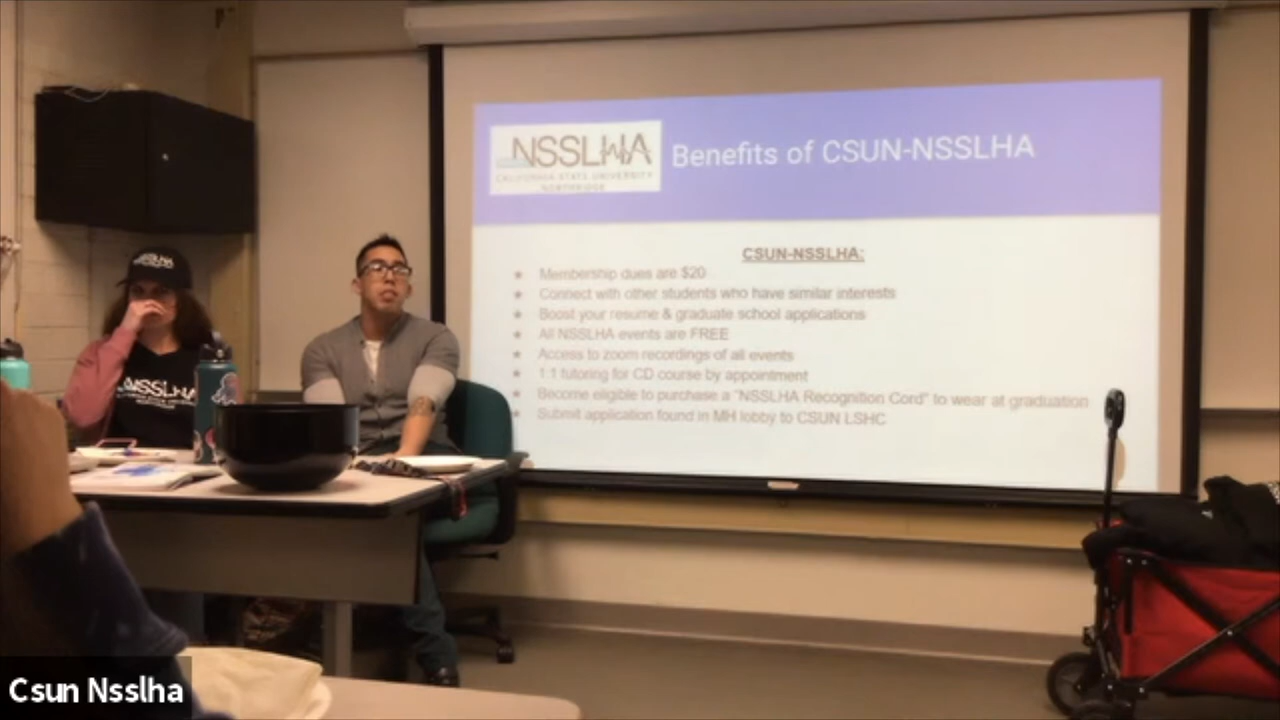 NSSLHA
CALIFORNIA STATE UNIVERSITY
NORTHRIDGE
Benefits of CSUN-NSSLHA
CSUN-NSSLHA:
★ Membership dues are $20
★ Connect with other students who have similar interests
★ Boost your resume & graduate school applications
★ All NSSLHA events are FREE
★ Access to zoom recordings of all events
★ 1:1 tutoring for CD course by appointment
★ Become eligible to purchase a "NSSLHA Recognition Cord" to wear at graduation
★ Submit application found in MH lobby to CSUN LSHC
NSSLHA
NSSLHA
Csun Nsslha